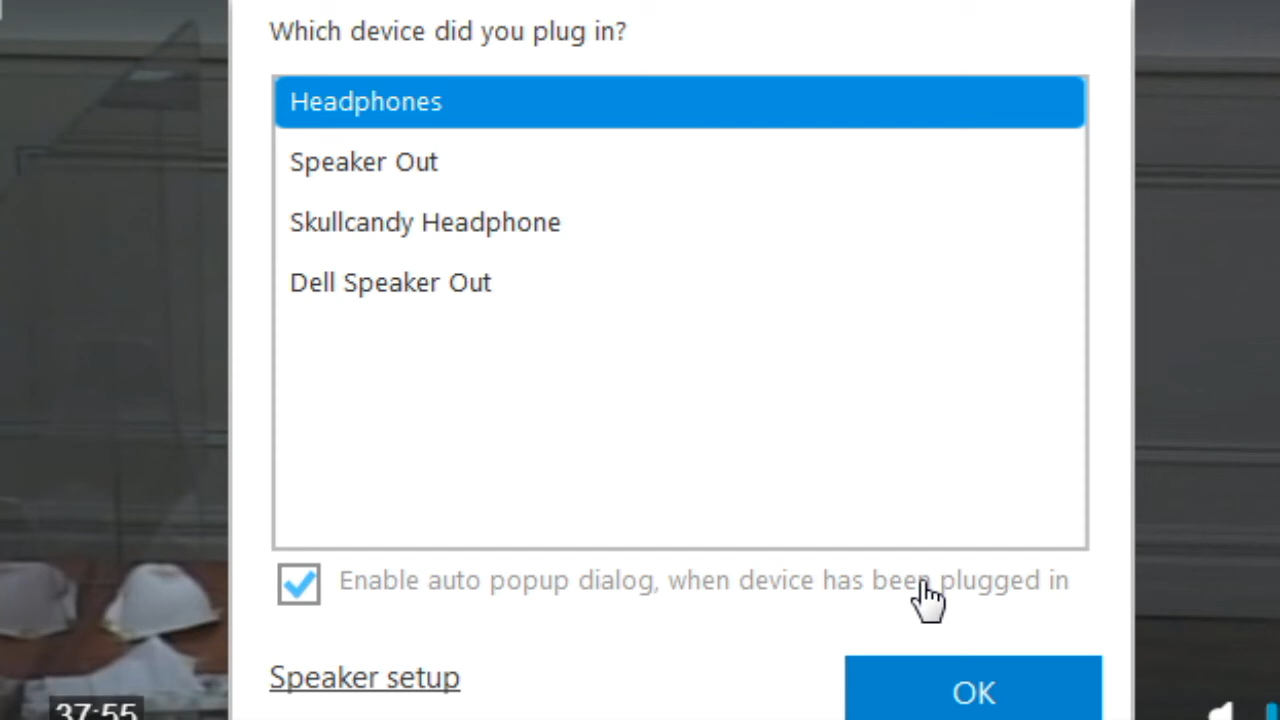 Which device did you plug in?
Headphones
Speaker Out
Skullcandy Headphone
Dell Speaker Out
Enable auto popup dialog, when device has been plugged in
Speaker setup
OK
37:55